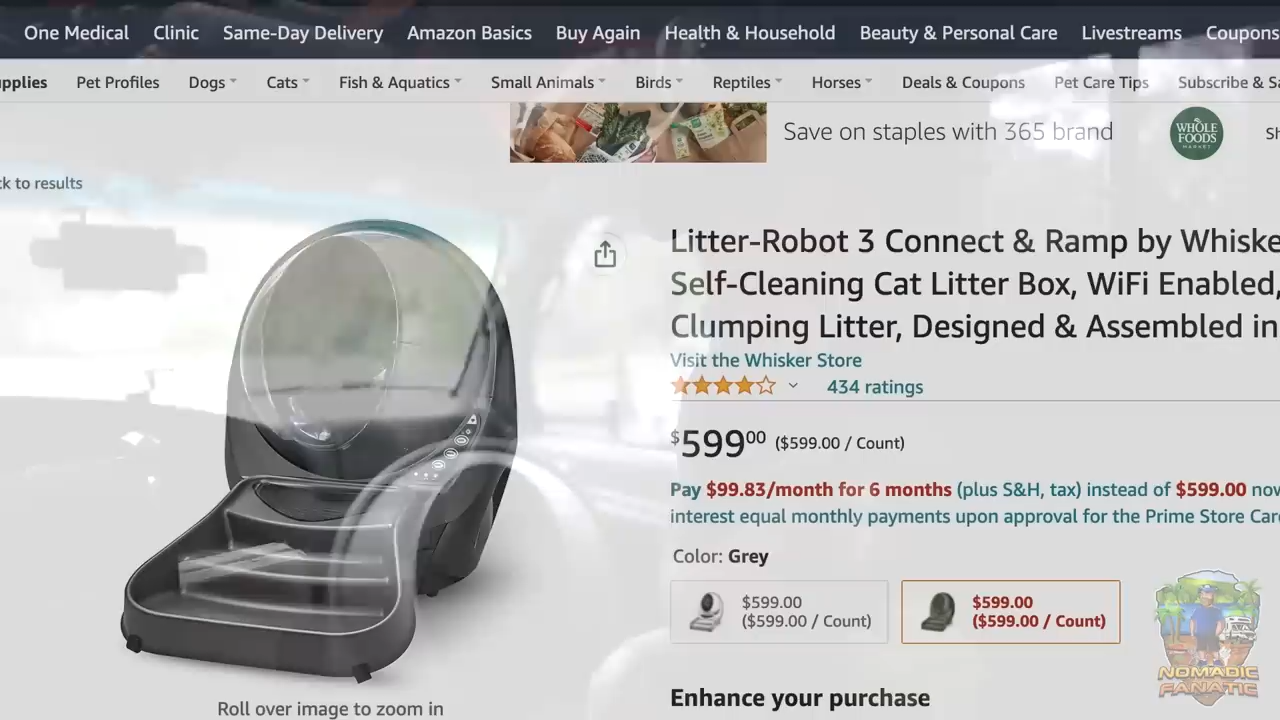 One Medical Clinic Same-Day Delivery Amazon Basics Buy Again Health & Household Beauty & Personal Care Livestreams Coupons
pplies Pet Profiles Dogs Cats Fish & Aquatics Small Animals Birds Reptiles Horses Deals & Coupons Pet Care Tips Subscribe & Sa
Save on staples with 365 brand
WHOLE
FOODS
MARKET
ck to results
Litter-Robot 3 Connect & Ramp by Whiske
Self-Cleaning Cat Litter Box, WiFi Enabled,
Clumping Litter, Designed & Assembled in
Visit the Whisker Store
434 ratings
$59900 ($599.00 / Count)
Pay $99.83/month for 6 months (plus S&H, tax) instead of $599.00 now
interest equal monthly payments upon approval for the Prime Store Car
Color: Grey
$599.00
($599.00 / Count)
$599.00
($599.00 / Count)
Enhance your purchase
Roll over image to zoom in
NOMADIC
FANATIC